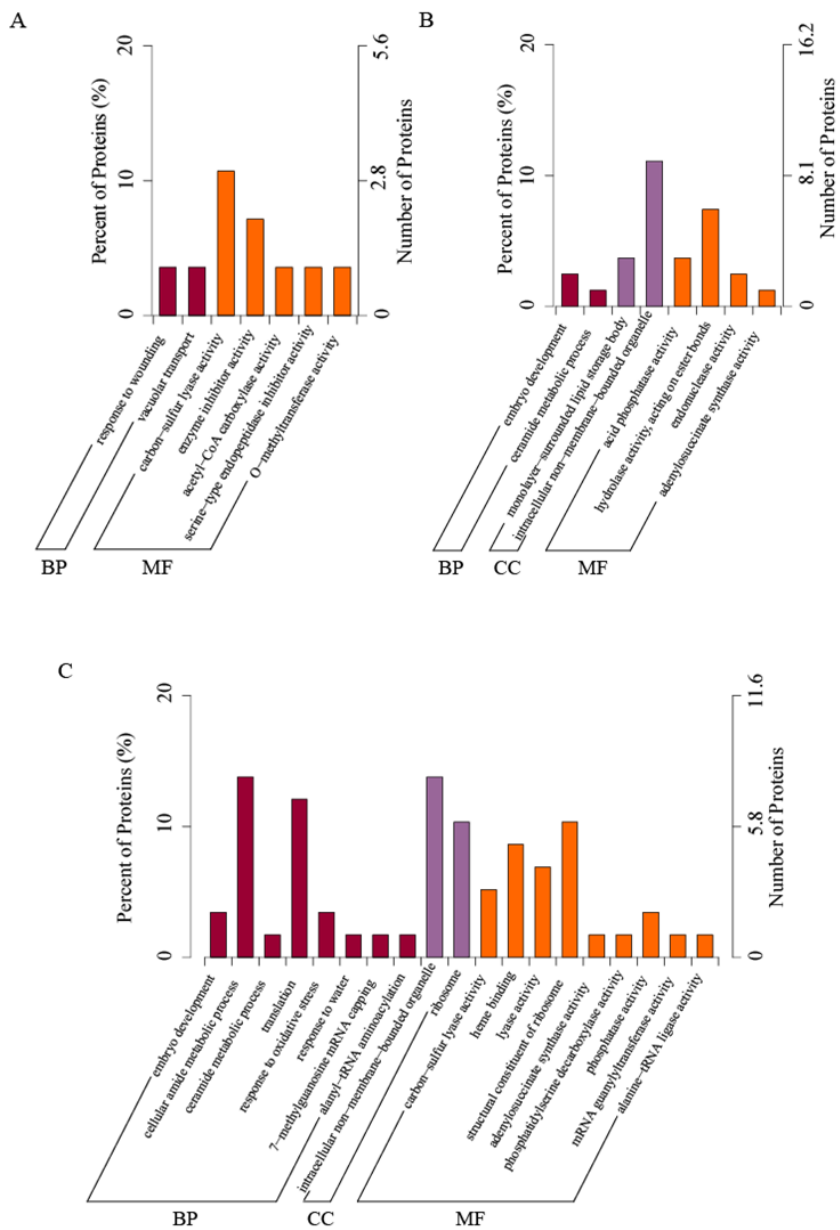 A
Percent of Proteins (%)
0
10
20
Number of Proteins
0
2.8
5.6
response to wounding
vacuolar transport
carbon−sulfur lyase activity
enzyme inhibitor activity
acetyl−CoA carboxylase activity
serine−type endopeptidase inhibitor activity
O−methyltransferase activity
BP
MF
B
Percent of Proteins (%)
0
10
20
Number of Proteins
0
8.1
16.2
embryo development
ceramide metabolic process
monolayer−surrounded lipid storage body
intracellular non−membrane−bounded organelle
acid phosphatase activity
hydrolase activity, acting on ester bonds
endonuclease activity
adenylosuccinate synthase activity
BP
CC
MF
C
Percent of Proteins (%)
0
10
20
Number of Proteins
0
5.8
11.6
embryo development
cellular amide metabolic process
ceramide metabolic process
translation
response to oxidative stress
response to water
7−methylguanosine mRNA capping
alanyl−tRNA aminoacylation
intracellular non−membrane−bounded organelle
ribosome
carbon−sulfur lyase activity
heme binding
lyase activity
structural constituent of ribosome
adenylosuccinate synthase activity
phosphatidylserine decarboxylase activity
phosphatase activity
mRNA guanylyltransferase activity
alanine−tRNA ligase activity
BP
CC
MF